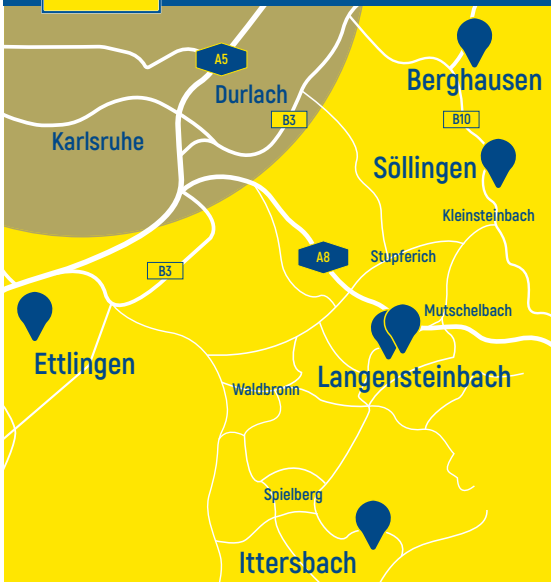 A5
Berghausen
Durlach
B3
B10
Karlsruhe
Söllingen
Kleinsteinbach
A8
Stupferich
B3
Mutschelbach
Ettlingen
Langensteinbach
Waldbronn
Spielberg
Ittersbach